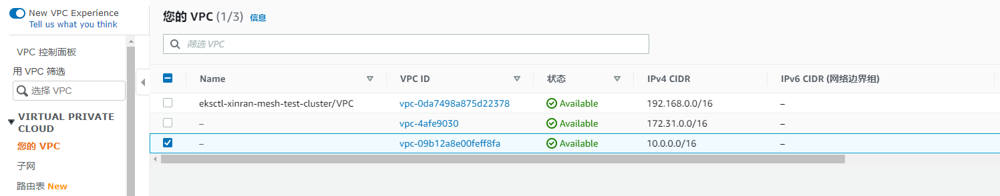 New VPC Experience
Tell us what you think
VPC 控制面板
用 VPC 筛选
选择 VPC
VIRTUAL PRIVATE
CLOUD
您的 VPC
子网
路由表 New
您的 VPC (1/3) 信息
筛选 VPC
Name VPC ID 状态 IPv4 CIDR IPv6 CIDR (网络边界组)
eksctl-xinran-mesh-test-cluster/VPC vpc-0da7498a875d22378 Available 192.168.0.0/16 –
– vpc-4afe9030 Available 172.31.0.0/16 –
– vpc-09b12a8e00feff8fa Available 10.0.0.0/16 –